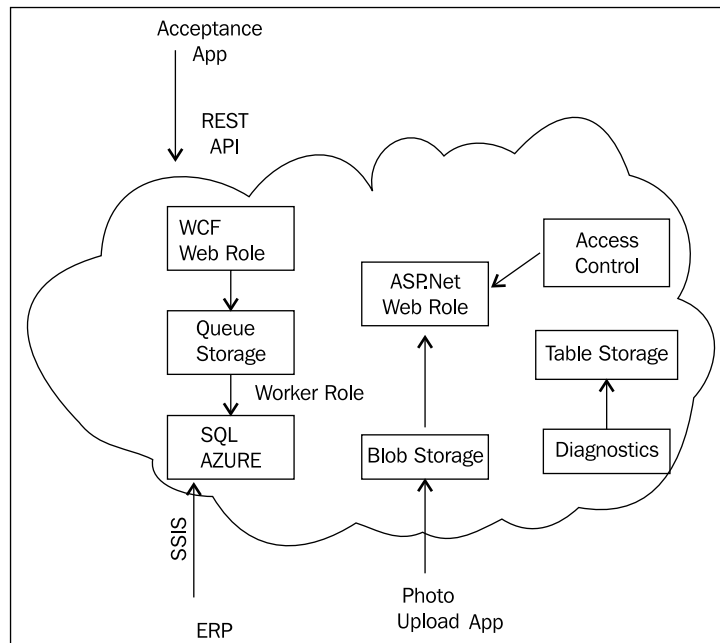 Acceptance
App
REST
API
WCF
Web Role
Queue
Storage
Worker Role
SQL
AZURE
SSIS
ERP
ASP.Net
Web Role
Blob Storage
Photo
Upload App
Access
Control
Table Storage
Diagnostics